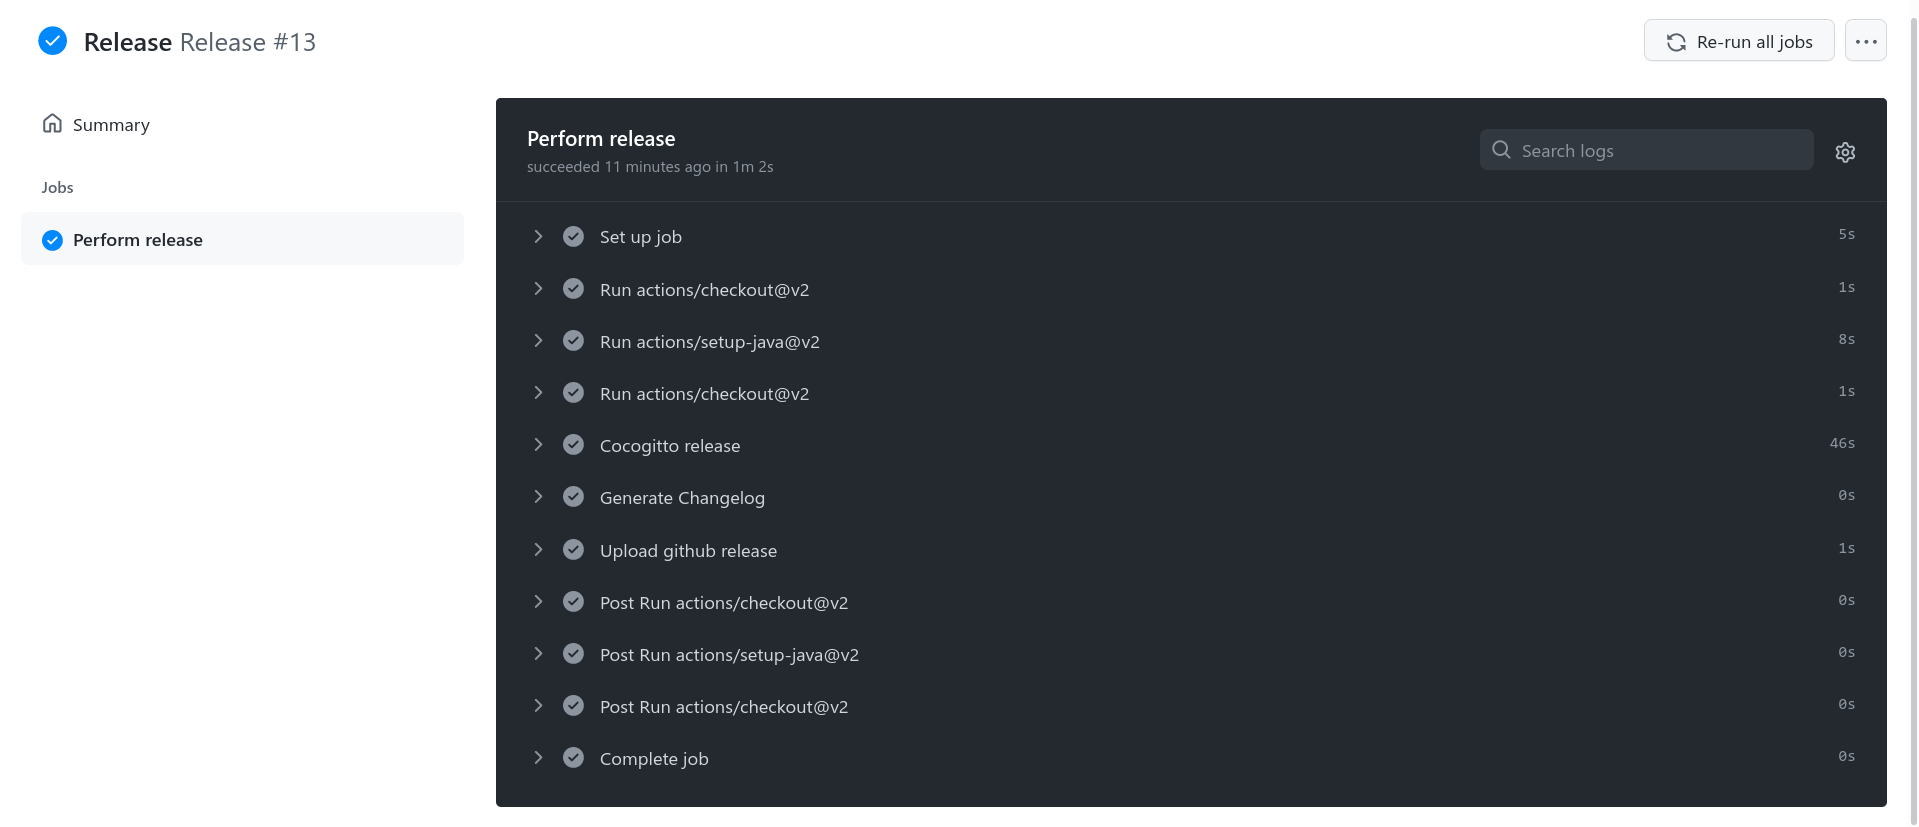 Release Release #13
Re-run all jobs
Summary
Jobs
Perform release
Perform release
succeeded 11 minutes ago in 1m 2s
Search logs
Set up job 5s
Run actions/checkout@v2 1s
Run actions/setup-java@v2 8s
Run actions/checkout@v2 1s
Cocogitto release 46s
Generate Changelog 0s
Upload github release 1s
Post Run actions/checkout@v2 0s
Post Run actions/setup-java@v2 0s
Post Run actions/checkout@v2 0s
Complete job 0s